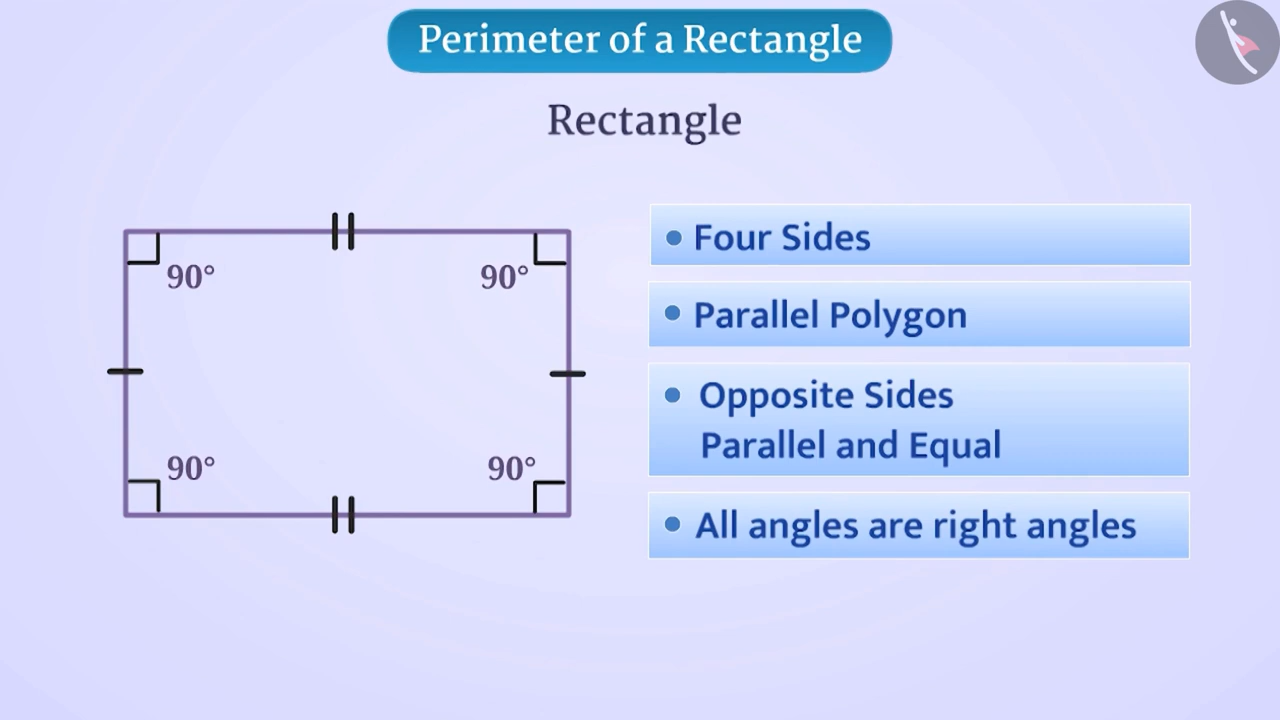 Perimeter of a Rectangle
Rectangle
90° 90°
90° 90°
• Four Sides
• Parallel Polygon
• Opposite Sides
Parallel and Equal
• All angles are right angles